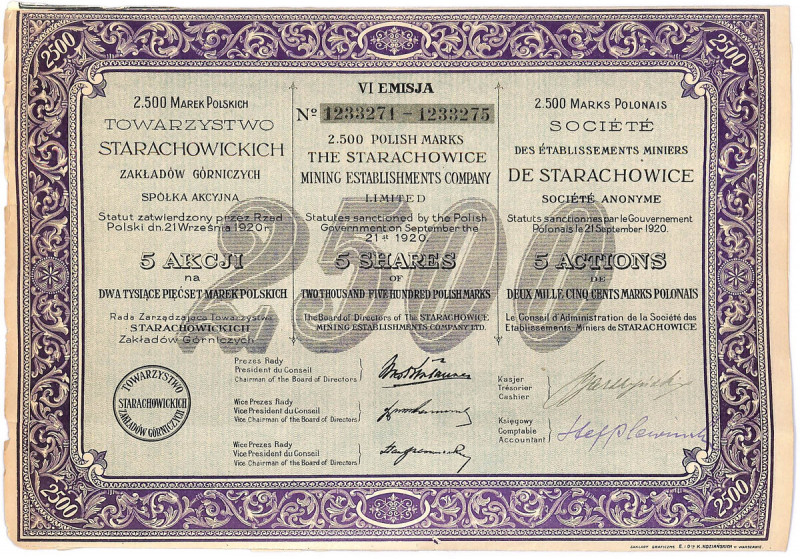 2500
2500
VI EMISJA
2.500 MAREK POLSKICH
TOWARZYSTWO
STARACHOWICKICH
ZAKŁADÓW GÓRNICZYCH
SPÓŁKA AKCYJNA
Statut zatwierdzony przez Rząd
Polski dn. 21 Września 1920 r.
5 AKCJI
na
DWA TYSIĄCE PIĘĆSET MAREK POLSKICH
Rada Zarządzająca Towarzystwa
STARACHOWICKICH
Zakładów Górniczych
Nº 1233271 – 1233275
2.500 POLISH MARKS
THE STARACHOWICE
MINING ESTABLISHMENTS COMPANY
LIMITED
Statutes sanctioned by the Polish
Government on September the
21st 1920.
5 SHARES
OF
TWO THOUSAND FIVE HUNDRED POLISH MARKS
The Board of Directors of The STARACHOWICE
MINING ESTABLISHMENTS COMPANY LTD.
2.500 MARKS POLONAIS
SOCIÉTÉ
DES ÉTABLISSEMENTS MINIERS
DE STARACHOWICE
SOCIÉTÉ ANONYME
Statuts sanctionnes par le Gouvernement
Polonais le 21 September 1920.
5 ACTIONS
DE
DEUX MILLE CINQ CENTS MARKS POLONAIS
Le Conseil d'Administration de la Société des
Etablissements Miniers de STARACHOWICE
2500
TOWARZYSTWO
STARACHOWICKICH
ZAKŁADÓW GÓRNICZYCH
Prezes Rady
President du Conseil
Chairman of the Board of Directors
Vice Prezes Rady
Vice President du Conseil
Vice Chairman of the Board of Directors
Vice Prezes Rady
Vice President du Conseil
Vice Chairman of the Board of Directors
Kasjer
Trésorier
Cashier
Księgowy
Comptable
Accountant
2500
2500
ZAKŁADY GRAFICZNE B. i D-ra W. KOZIAŃSKICH W WARSZAWIE